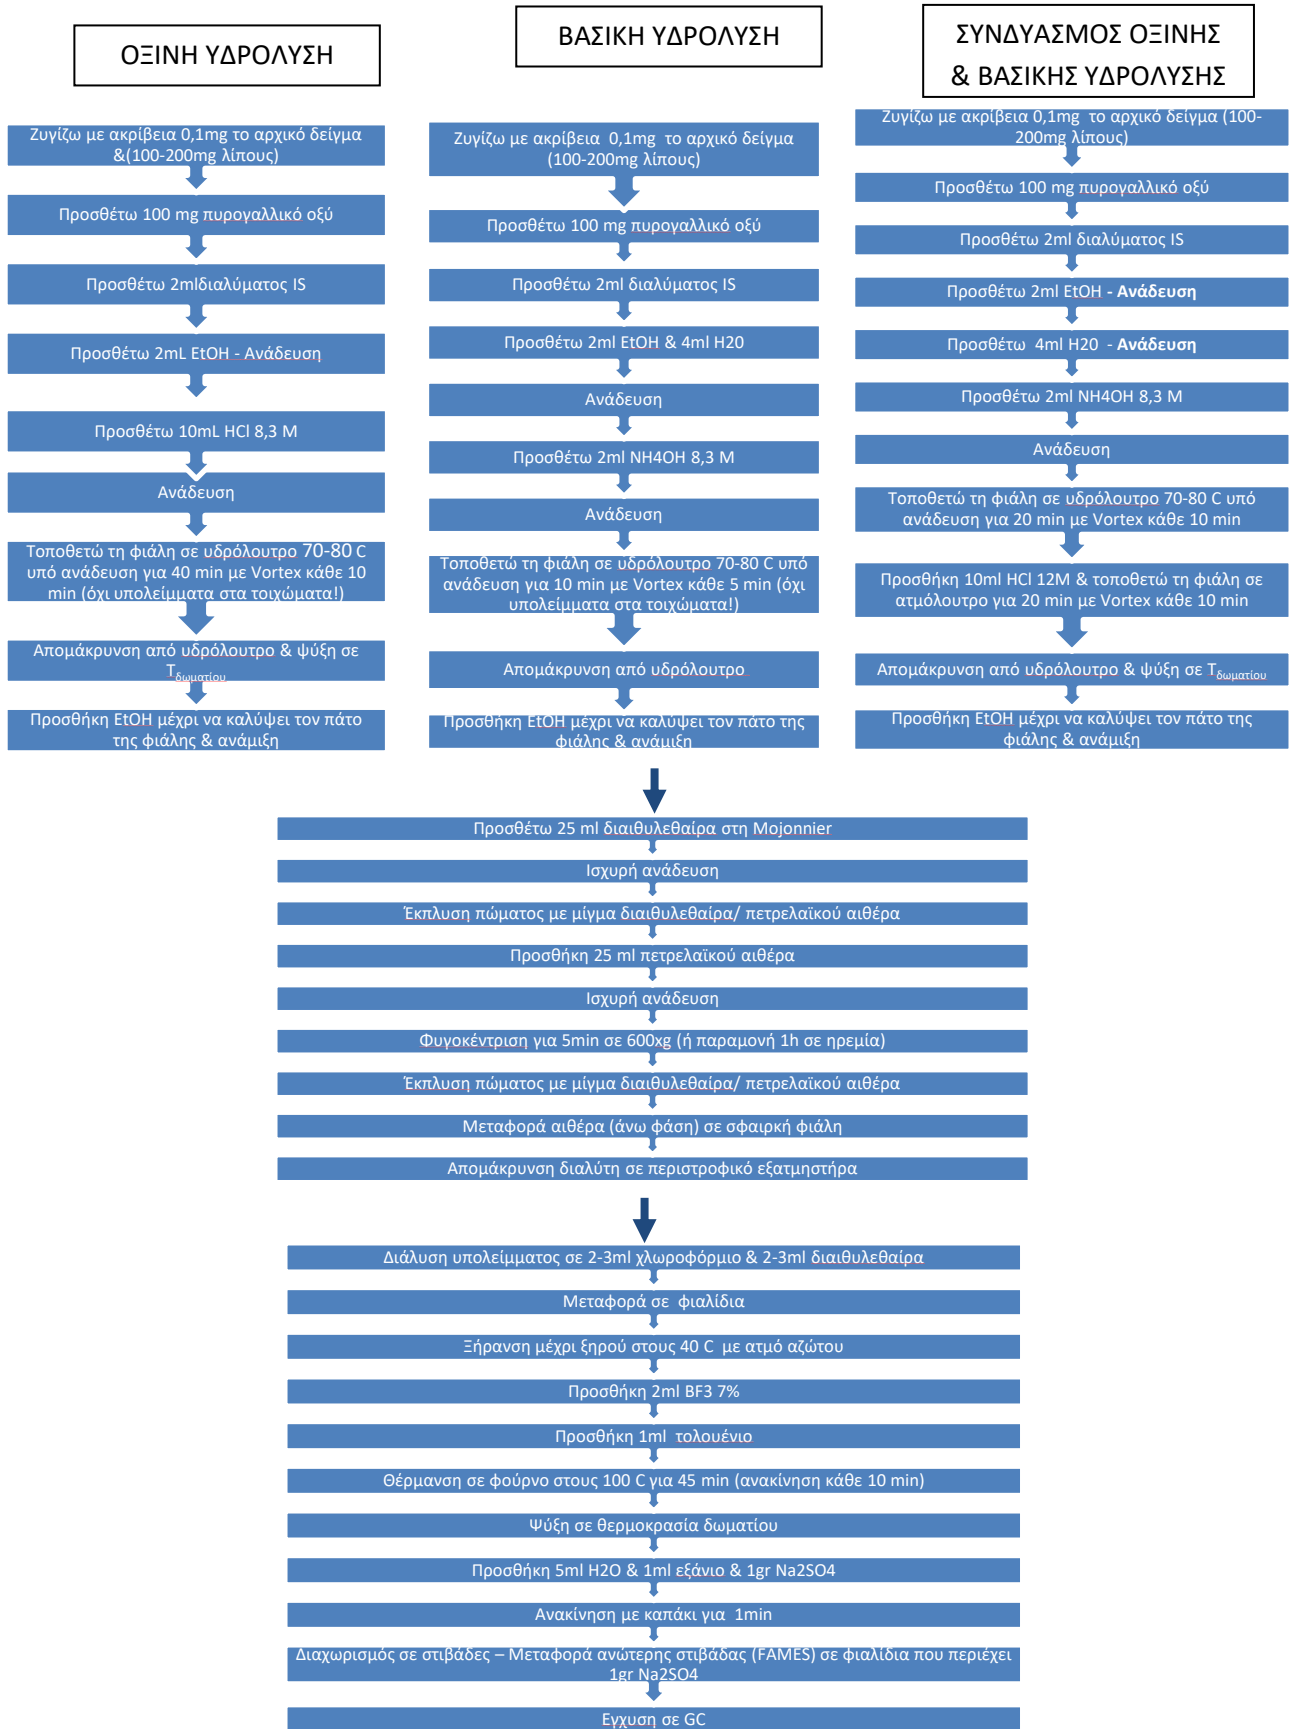 ΟΞΙΝΗ ΥΔΡΟΛΥΣΗ
Ζυγίζω με ακρίβεια 0,1mg το αρχικό δείγμα
&(100-200mg λίπους)
Προσθέτω 100 mg πυρογαλλικό οξύ
Προσθέτω 2mlδιαλύματος IS
Προσθέτω 2mL EtOH - Ανάδευση
Προσθέτω 10mL HCl 8,3 M
Ανάδευση
Τοποθετώ τη φιάλη σε υδρόλουτρο 70-80 C
υπό ανάδευση για 40 min με Vortex κάθε 10
min (όχι υπολείμματα στα τοιχώματα!)
Απομάκρυνση από υδρόλουτρο & ψύξη σε
Τδωματίου
Προσθήκη EtOH μέχρι να καλύψει τον πάτο
της φιάλης & ανάμιξη
ΒΑΣΙΚΗ ΥΔΡΟΛΥΣΗ
Ζυγίζω με ακρίβεια 0,1mg το αρχικό δείγμα
(100-200mg λίπους)
Προσθέτω 100 mg πυρογαλλικό οξύ
Προσθέτω 2ml διαλύματος IS
Προσθέτω 2ml EtOH & 4ml H20
Ανάδευση
Προσθέτω 2ml NH4OH 8,3 M
Ανάδευση
Τοποθετώ τη φιάλη σε υδρόλουτρο 70-80 C υπό
ανάδευση για 10 min με Vortex κάθε 5 min (όχι
υπολείμματα στα τοιχώματα!)
Απομάκρυνση από υδρόλουτρο
Προσθήκη EtOH μέχρι να καλύψει τον πάτο της
φιάλης & ανάμιξη
ΣΥΝΔΥΑΣΜΟΣ ΟΞΙΝΗΣ
& ΒΑΣΙΚΗΣ ΥΔΡΟΛΥΣΗΣ
Ζυγίζω με ακρίβεια 0,1mg το αρχικό δείγμα (100-
200mg λίπους)
Προσθέτω 100 mg πυρογαλλικό οξύ
Προσθέτω 2ml διαλύματος IS
Προσθέτω 2ml EtOH - Ανάδευση
Προσθέτω 4ml H20 - Ανάδευση
Προσθέτω 2ml NH4OH 8,3 M
Ανάδευση
Τοποθετώ τη φιάλη σε υδρόλουτρο 70-80 C υπό
ανάδευση για 20 min με Vortex κάθε 10 min
Προσθήκη 10ml HCl 12M & τοποθετώ τη φιάλη σε
ατμόλουτρο για 20 min με Vortex κάθε 10 min
Απομάκρυνση από υδρόλουτρο & ψύξη σε Τδωματίου
Προσθήκη EtOH μέχρι να καλύψει τον πάτο της
φιάλης & ανάμιξη
Προσθέτω 25 ml διαιθυλεθαίρα στη Mojonnier
Ισχυρή ανάδευση
Έκπλυση πώματος με μίγμα διαιθυλεθαίρα/ πετρελαϊκού αιθέρα
Προσθήκη 25 ml πετρελαϊκού αιθέρα
Ισχυρή ανάδευση
Φυγοκέντριση για 5min σε 600xg (ή παραμονή 1h σε ηρεμία)
Έκπλυση πώματος με μίγμα διαιθυλεθαίρα/ πετρελαϊκού αιθέρα
Μεταφορά αιθέρα (άνω φάση) σε σφαιρκή φιάλη
Απομάκρυνση διαλύτη σε περιστροφικό εξατμηστήρα
Διάλυση υπολείμματος σε 2-3ml χλωροφόρμιο & 2-3ml διαιθυλεθαίρα
Μεταφορά σε φιαλίδια
Ξήρανση μέχρι ξηρού στους 40 C με ατμό αζώτου
Προσθήκη 2ml BF3 7%
Προσθήκη 1ml τολουένιο
Θέρμανση σε φούρνο στους 100 C για 45 min (ανακίνηση κάθε 10 min)
Ψύξη σε θερμοκρασία δωματίου
Προσθήκη 5ml H2O & 1ml εξάνιο & 1gr Na2SO4
Ανακίνηση με καπάκι για 1min
Διαχωρισμός σε στιβάδες – Μεταφορά ανώτερης στιβάδας (FAMES) σε φιαλίδια που περιέχει
1gr Na2SO4
Εγχυση σε GC